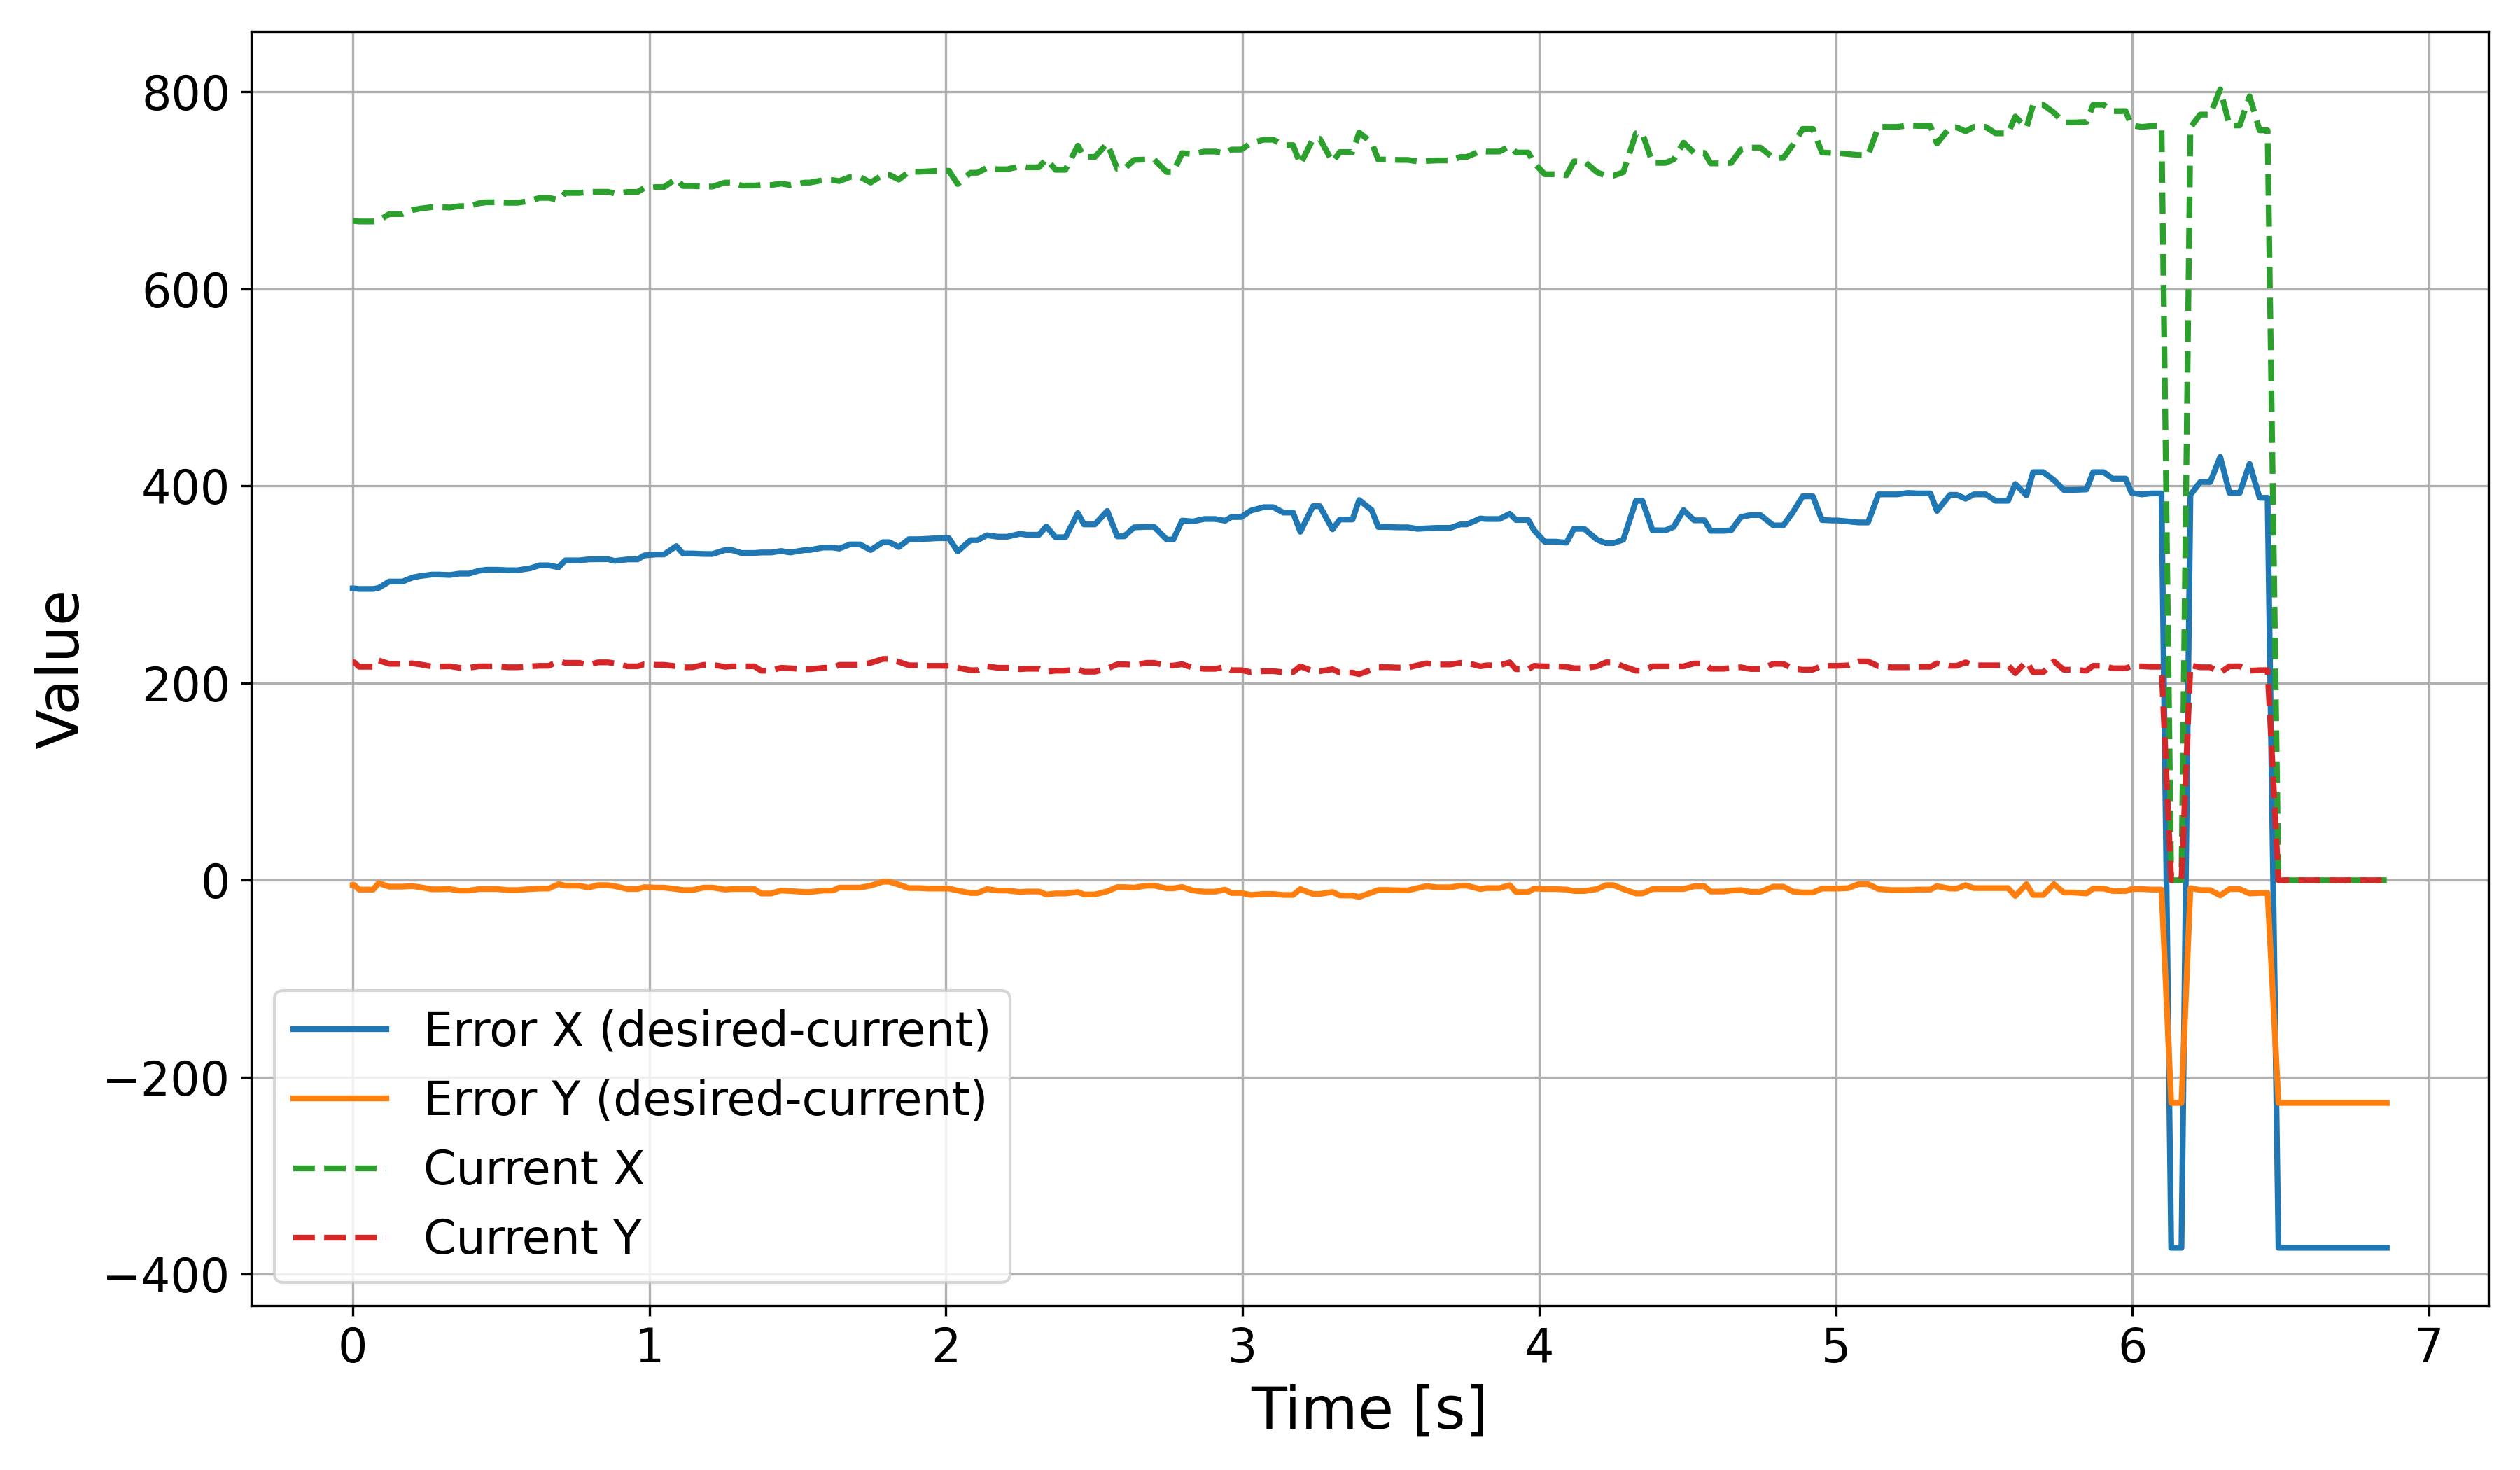 800
600
400
200
0
−200
−400
Value
Error X (desired-current)
Error Y (desired-current)
Current X
Current Y
0 1 2 3 4 5 6 7
Time [s]